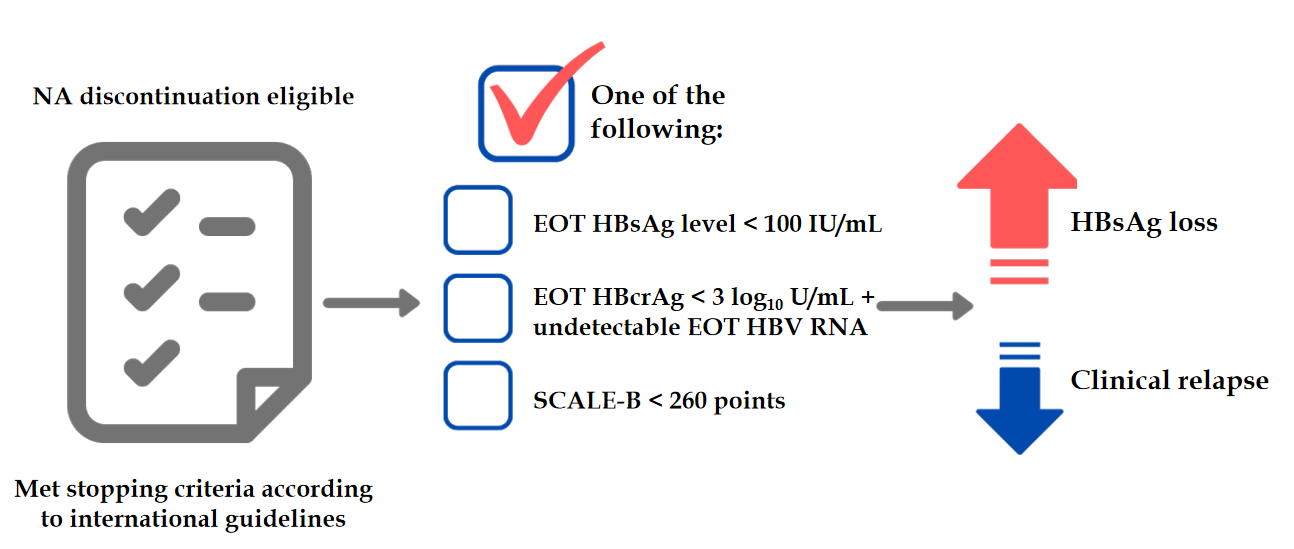 NA discontinuation eligible
Met stopping criteria according
to international guidelines
One of the
following:
EOT HBsAg level < 100 IU/mL
EOT HBcrAg < 3 log₁₀ U/mL +
undetectable EOT HBV RNA
SCALE-B < 260 points
HBsAg loss
Clinical relapse